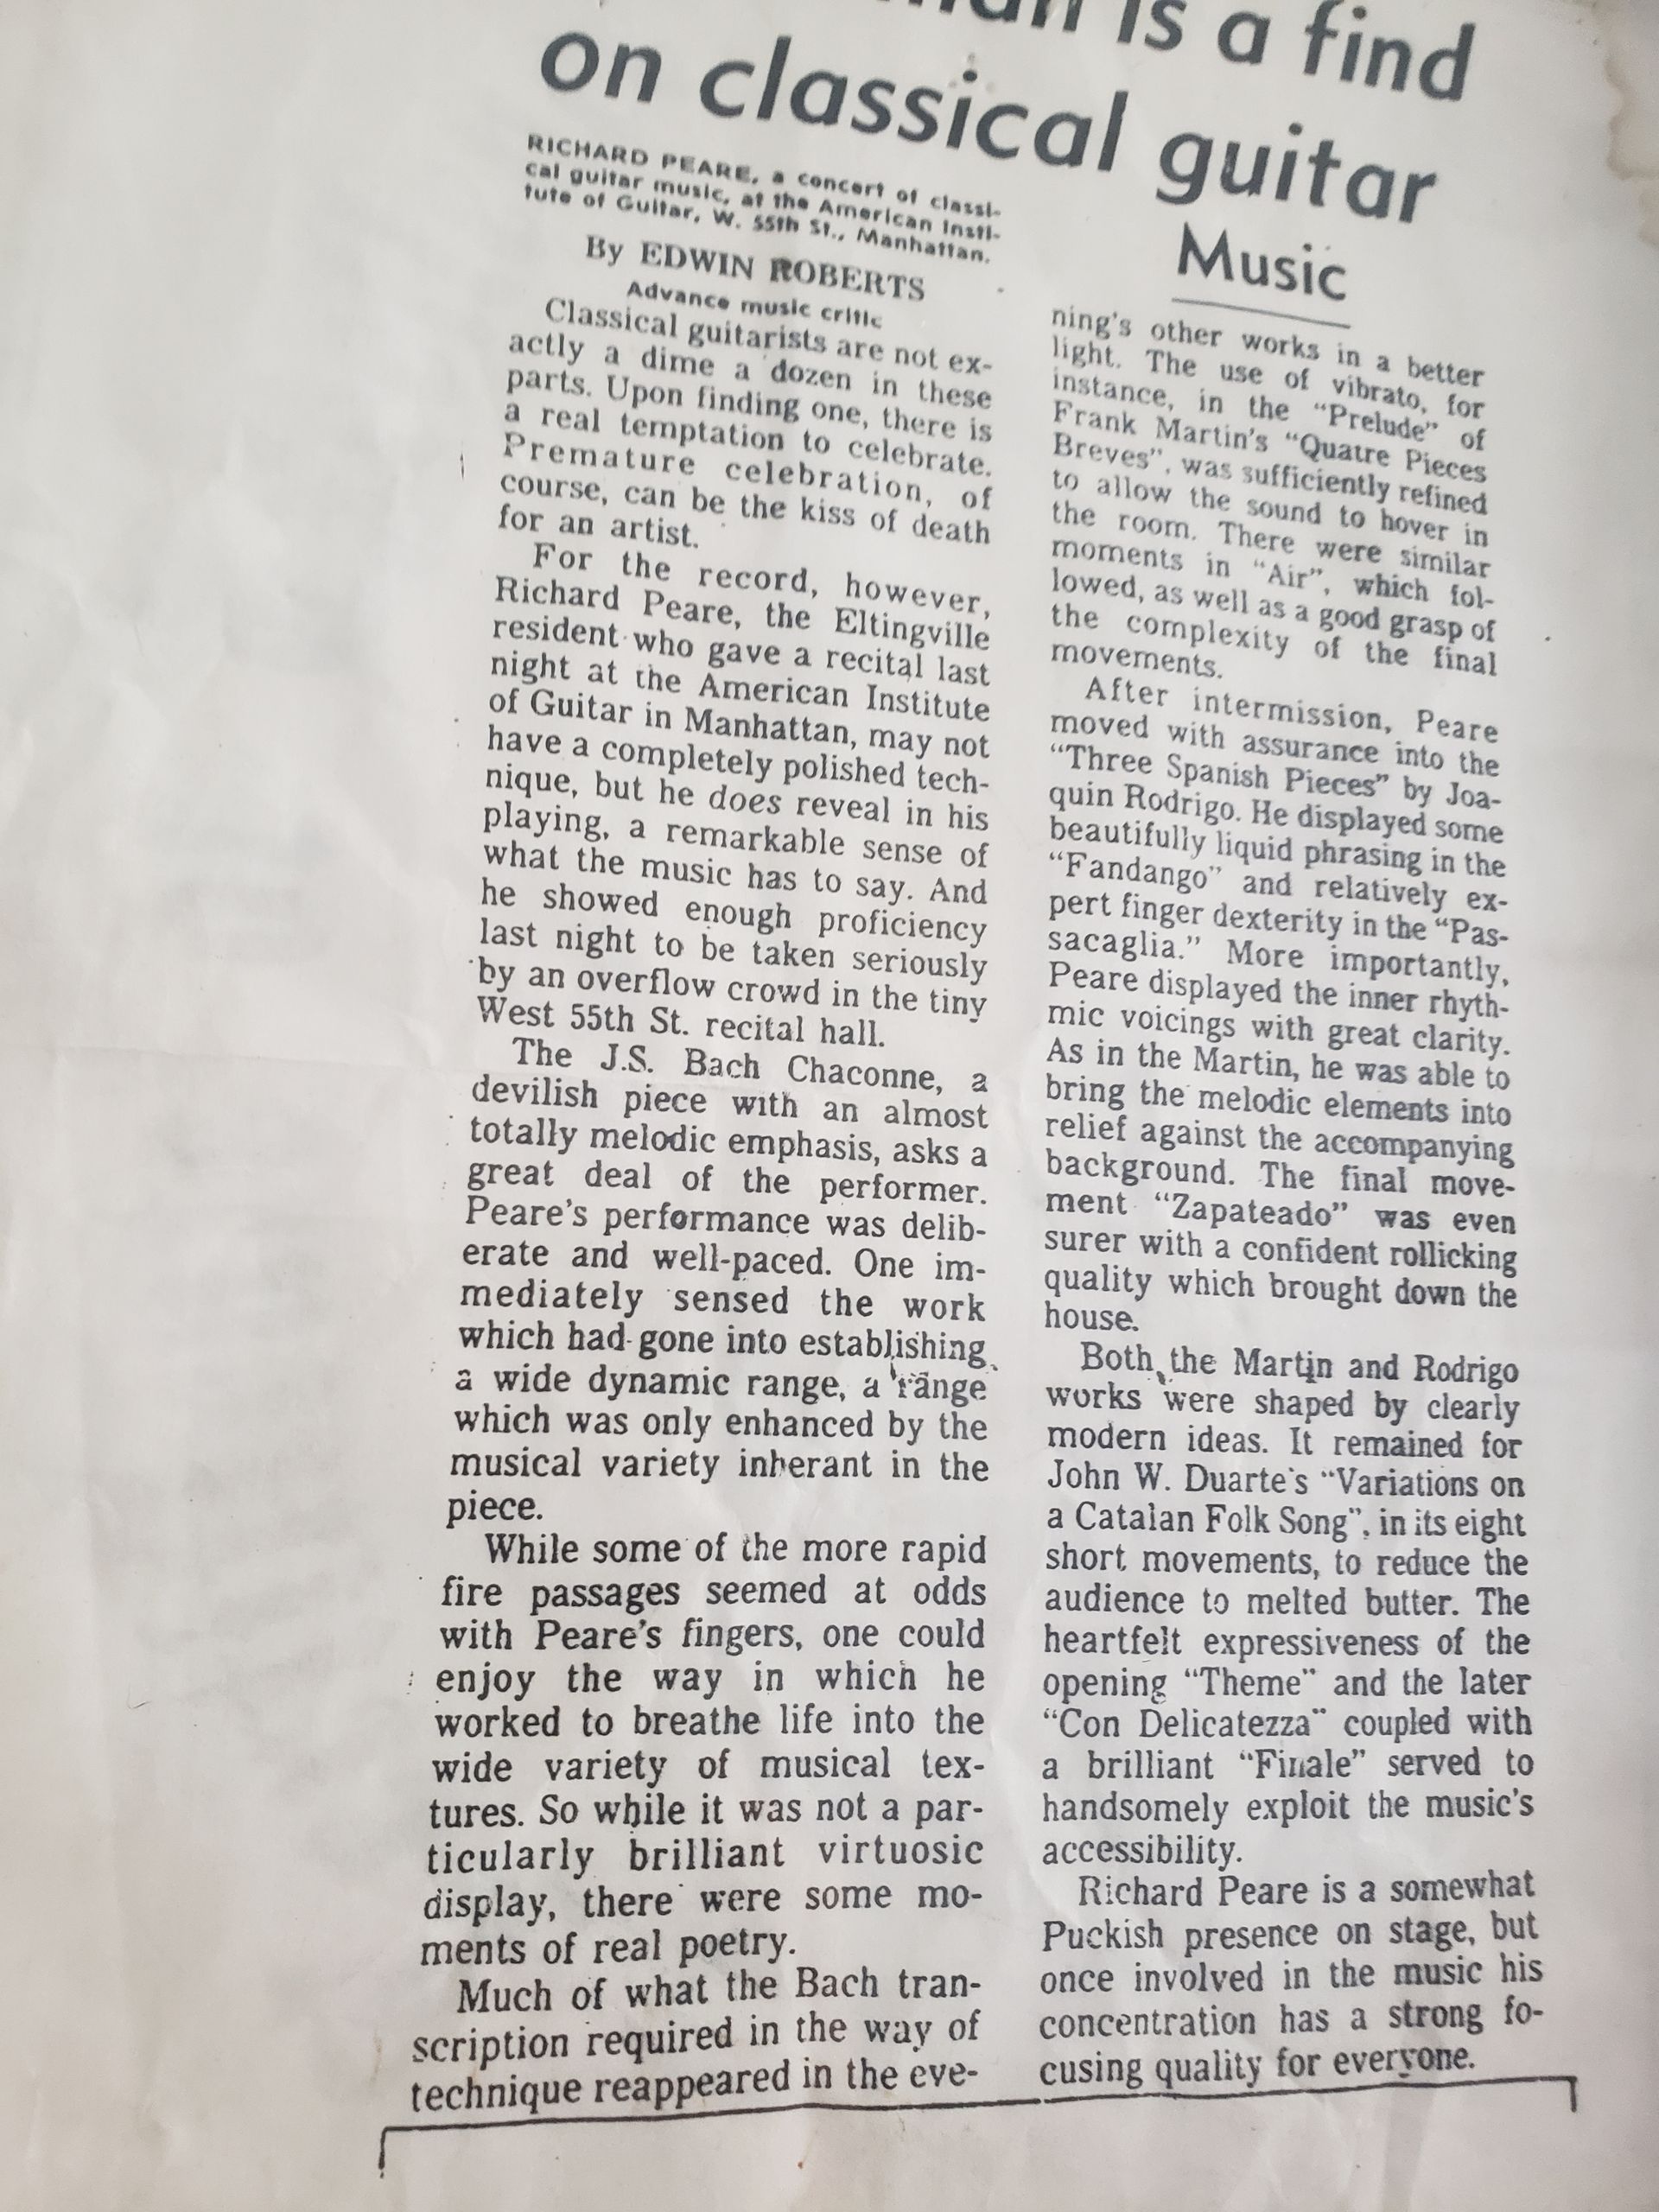 is a find
on classical guitar
RICHARD PEARE, a concert of classi-
cal guitar music, at the American Insti-
tute of Guitar, W. 55th St., Manhattan.
By EDWIN ROBERTS
Advance music critic
Classical guitarists are not ex-
actly a dime a dozen in these
parts. Upon finding one, there is
a real temptation to celebrate.
Premature celebration, of
course, can be the kiss of death
for an artist.
For the record, however,
Richard Peare, the Eltingville
resident who gave a recital last
night at the American Institute
of Guitar in Manhattan, may not
have a completely polished tech-
nique, but he does reveal in his
playing, a remarkable sense of
what the music has to say. And
he showed enough proficiency
last night to be taken seriously
by an overflow crowd in the tiny
West 55th St. recital hall.
The J.S. Bach Chaconne, a
devilish piece with an almost
totally melodic emphasis, asks a
great deal of the performer.
Peare's performance was delib-
erate and well-paced. One im-
mediately sensed the work
which had gone into establishing
a wide dynamic range, a range
which was only enhanced by the
musical variety inherant in the
piece.
While some of the more rapid
fire passages seemed at odds
with Peare's fingers, one could
enjoy the way in which he
worked to breathe life into the
wide variety of musical tex-
tures. So while it was not a par-
ticularly brilliant virtuosic
display, there were some mo-
ments of real poetry.
Much of what the Bach tran-
scription required in the way of
technique reappeared in the eve-
Music
ning's other works in a better
light. The use of vibrato, for
instance, in the "Prelude" of
Frank Martin's "Quatre Pieces
Breves", was sufficiently refined
to allow the sound to hover in
the room. There were similar
moments in "Air", which fol-
lowed, as well as a good grasp of
the complexity of the final
movements.
After intermission, Peare
moved with assurance into the
"Three Spanish Pieces" by Joa-
quin Rodrigo. He displayed some
beautifully liquid phrasing in the
"Fandango" and relatively ex-
pert finger dexterity in the "Pas-
sacaglia." More importantly,
Peare displayed the inner rhyth-
mic voicings with great clarity.
As in the Martin, he was able to
bring the melodic elements into
relief against the accompanying
background. The final move-
ment "Zapateado" was even
surer with a confident rollicking
quality which brought down the
house.
Both the Martin and Rodrigo
works were shaped by clearly
modern ideas. It remained for
John W. Duarte's "Variations on
a Catalan Folk Song", in its eight
short movements, to reduce the
audience to melted butter. The
heartfelt expressiveness of the
opening "Theme" and the later
"Con Delicatezza" coupled with
a brilliant "Finale" served to
handsomely exploit the music's
accessibility.
Richard Peare is a somewhat
Puckish presence on stage, but
once involved in the music his
concentration has a strong fo-
cusing quality for everyone.